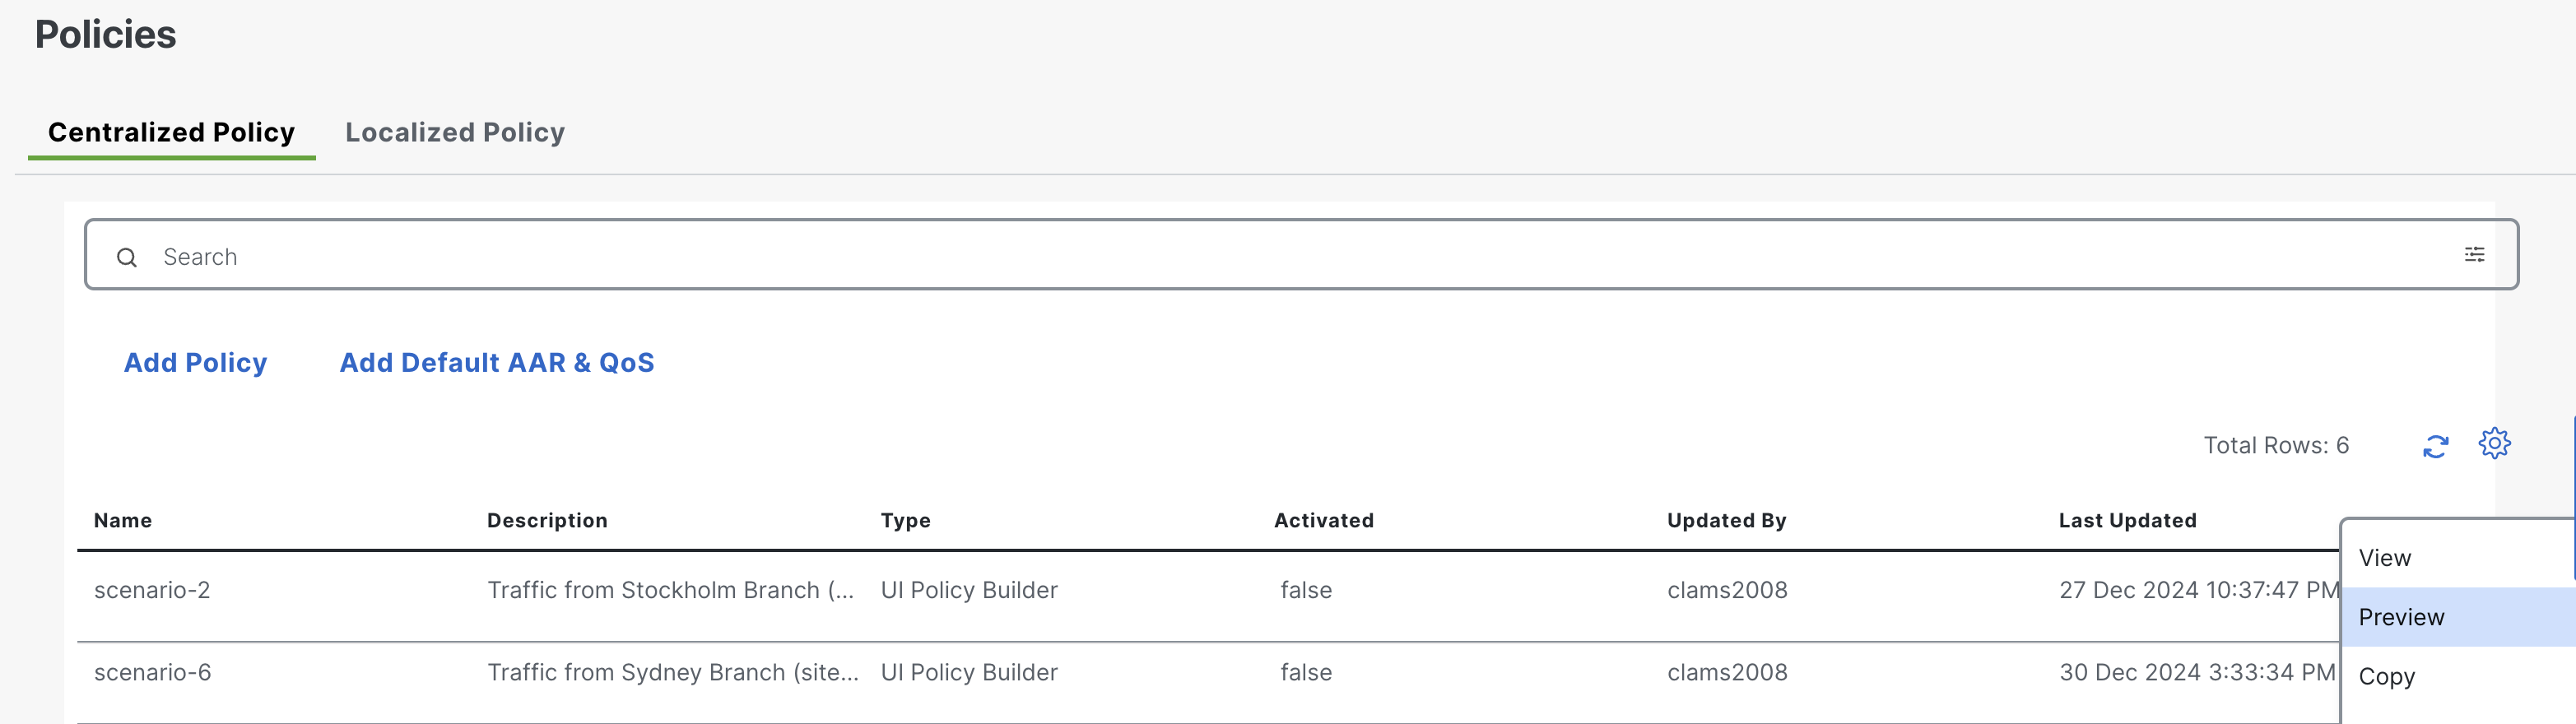 Policies
Centralized Policy Localized Policy
Search
Add Policy Add Default AAR & QoS
Total Rows: 6
Name Description Type Activated Updated By Last Updated
View
scenario-2 Traffic from Stockholm Branch (... UI Policy Builder false clams2008 27 Dec 2024 10:37:47 PM
Preview
scenario-6 Traffic from Sydney Branch (site... UI Policy Builder false clams2008 30 Dec 2024 3:33:34 PM
Copy